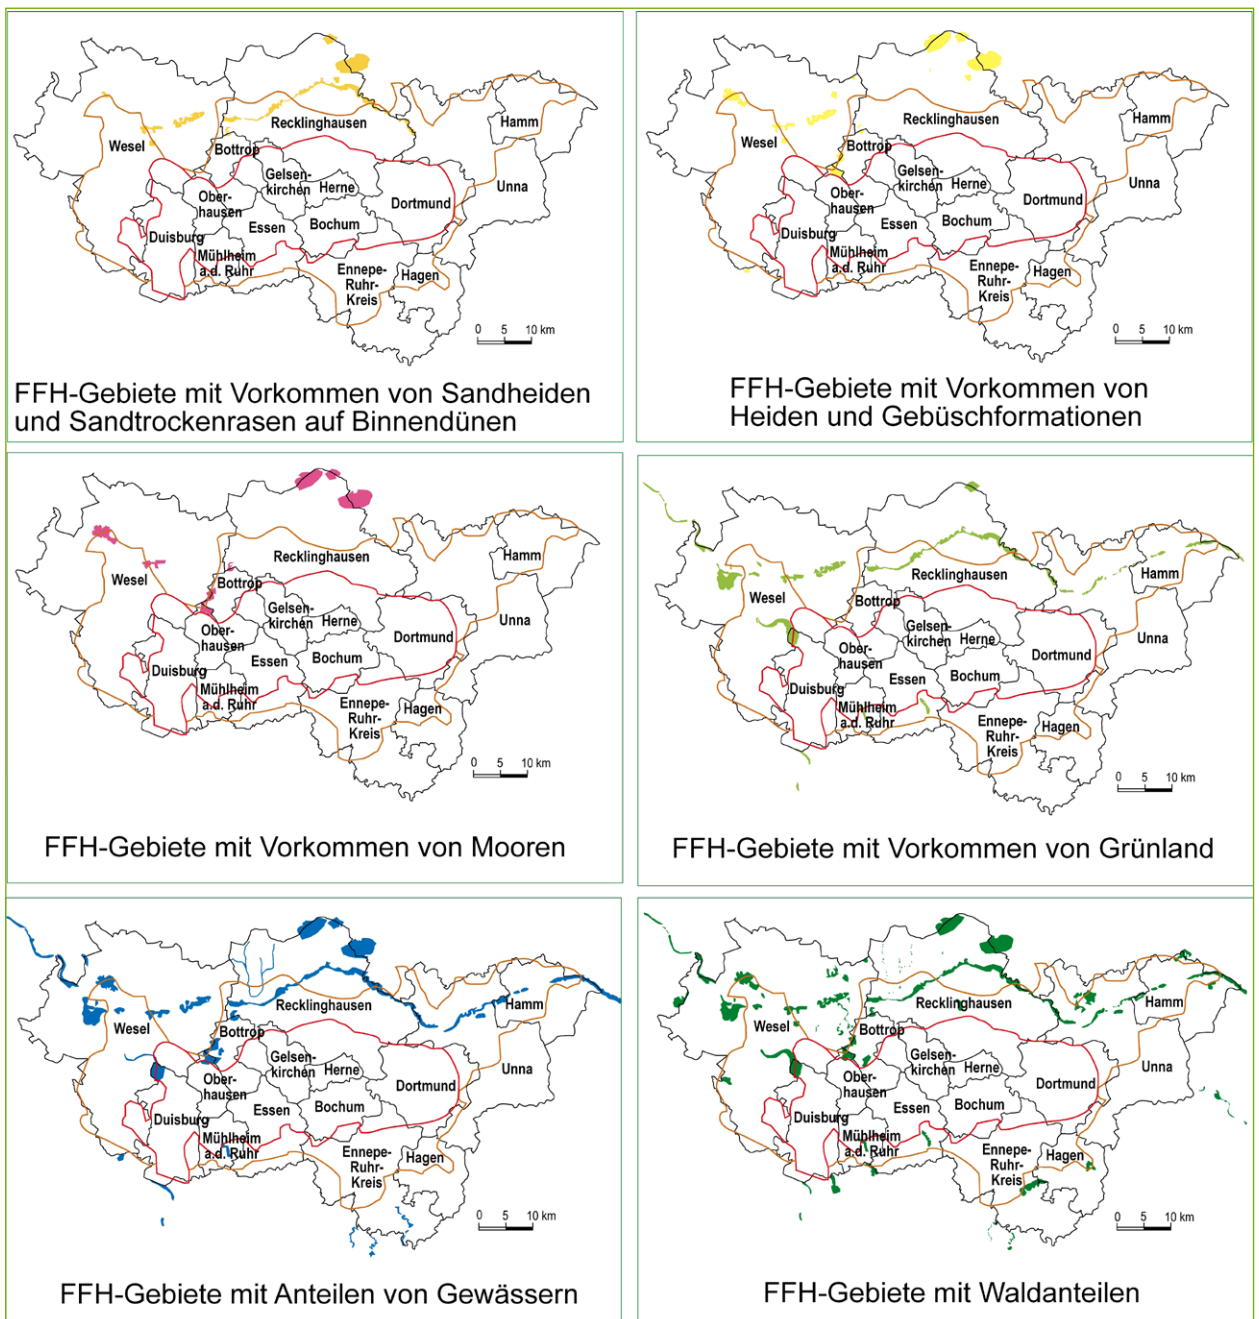 Recklinghausen
Hamm
Wesel
Bottrop
Gelsen-
kirchen
Herne
Unna
Ober-
hausen
Dortmund
Essen
Bochum
Duisburg
Mühlheim
a.d. Ruhr
Ennepe-
Ruhr-
Kreis
Hagen
0 5 10 km
FFH-Gebiete mit Vorkommen von Sandheiden
und Sandtrockenrasen auf Binnendünen
Recklinghausen
Hamm
Wesel
Bottrop
Gelsen-
kirchen
Herne
Unna
Ober-
hausen
Dortmund
Essen
Bochum
Duisburg
Mühlheim
a.d. Ruhr
Ennepe-
Ruhr-
Kreis
Hagen
0 5 10 km
FFH-Gebiete mit Vorkommen von
Heiden und Gebüschformationen
Recklinghausen
Hamm
Wesel
Bottrop
Gelsen-
kirchen
Herne
Unna
Ober-
hausen
Dortmund
Essen
Bochum
Duisburg
Mühlheim
a.d. Ruhr
Ennepe-
Ruhr-
Kreis
Hagen
0 5 10 km
FFH-Gebiete mit Vorkommen von Mooren
Recklinghausen
Hamm
Wesel
Bottrop
Gelsen-
kirchen
Herne
Unna
Ober-
hausen
Dortmund
Essen
Bochum
Duisburg
Mühlheim
a.d. Ruhr
Ennepe-
Ruhr-
Kreis
Hagen
0 5 10 km
FFH-Gebiete mit Vorkommen von Grünland
Recklinghausen
Hamm
Wesel
Bottrop
Gelsen-
kirchen
Herne
Unna
Ober-
hausen
Dortmund
Essen
Bochum
Duisburg
Mühlheim
a.d. Ruhr
Ennepe-
Ruhr-
Kreis
Hagen
0 5 10 km
FFH-Gebiete mit Anteilen von Gewässern
Recklinghausen
Hamm
Wesel
Bottrop
Gelsen-
kirchen
Herne
Unna
Ober-
hausen
Dortmund
Essen
Bochum
Duisburg
Mühlheim
a.d. Ruhr
Ennepe-
Ruhr-
Kreis
Hagen
0 5 10 km
FFH-Gebiete mit Waldanteilen